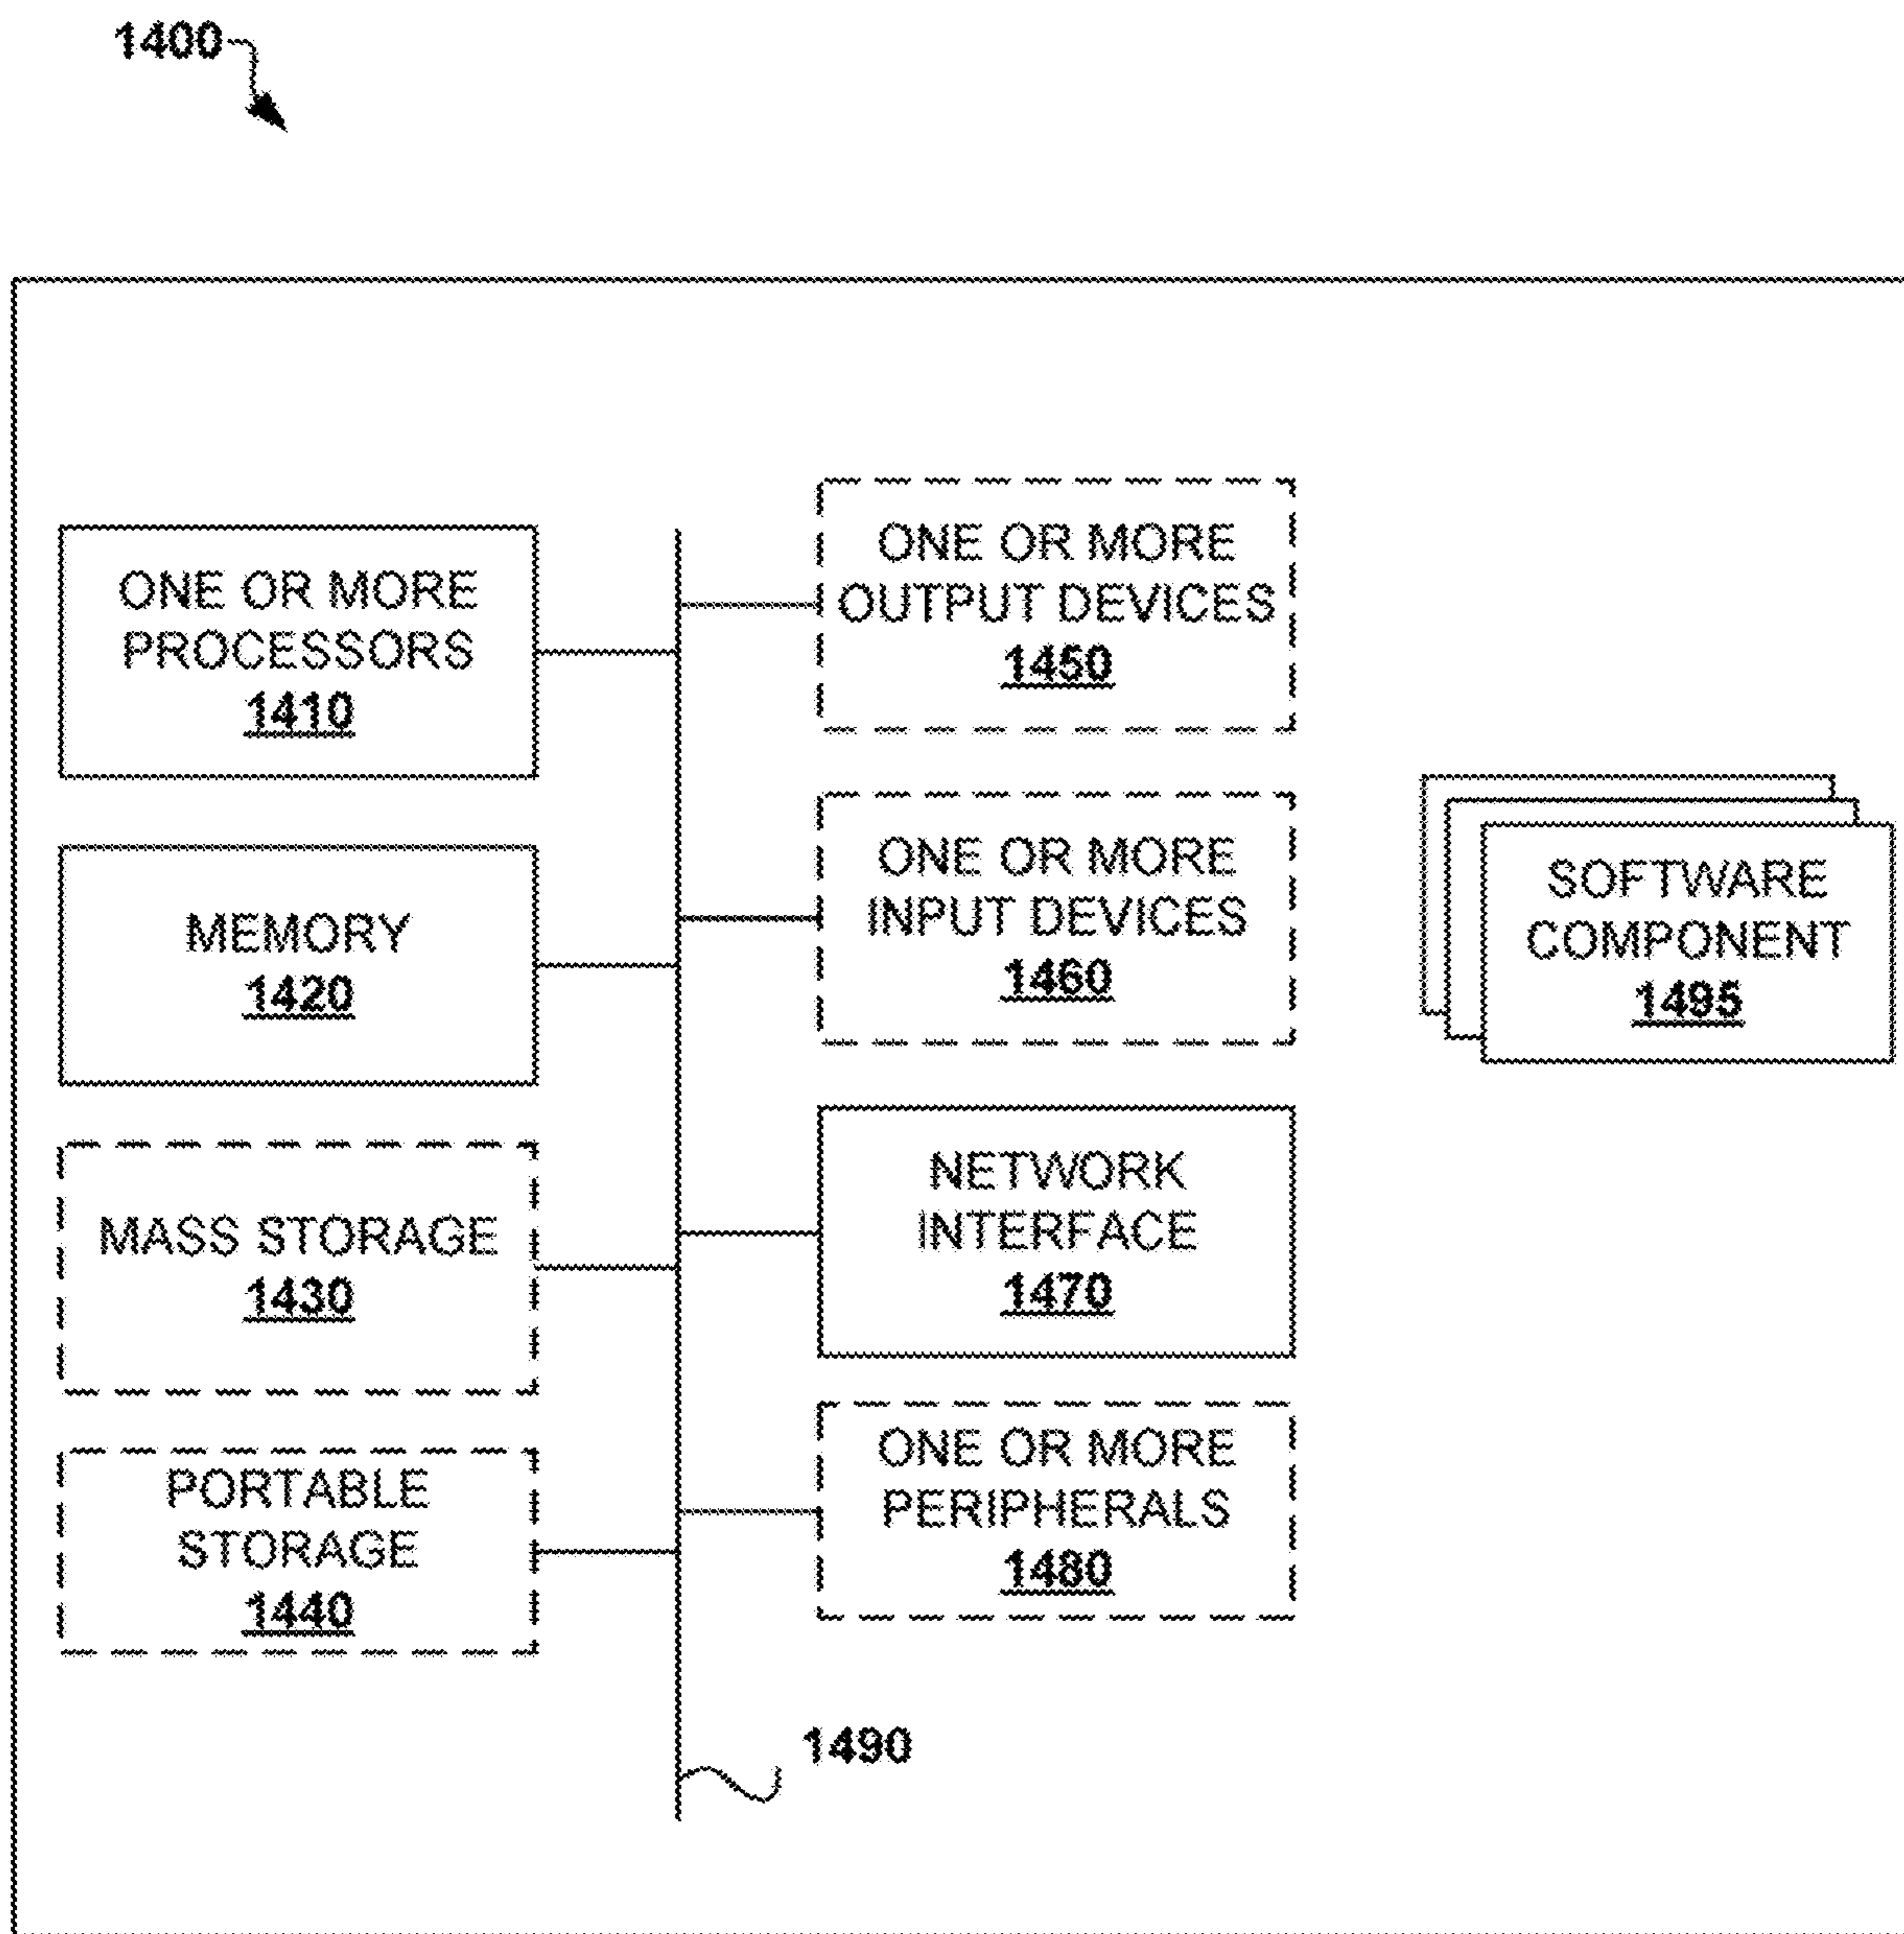 1400
ONE OR MORE
PROCESSORS
1410
MEMORY
1420
MASS STORAGE
1430
PORTABLE
STORAGE
1440
ONE OR MORE
OUTPUT DEVICES
1450
ONE OR MORE
INPUT DEVICES
1460
NETWORK
INTERFACE
1470
ONE OR MORE
PERIPHERALS
1480
1490
SOFTWARE
COMPONENT
1495